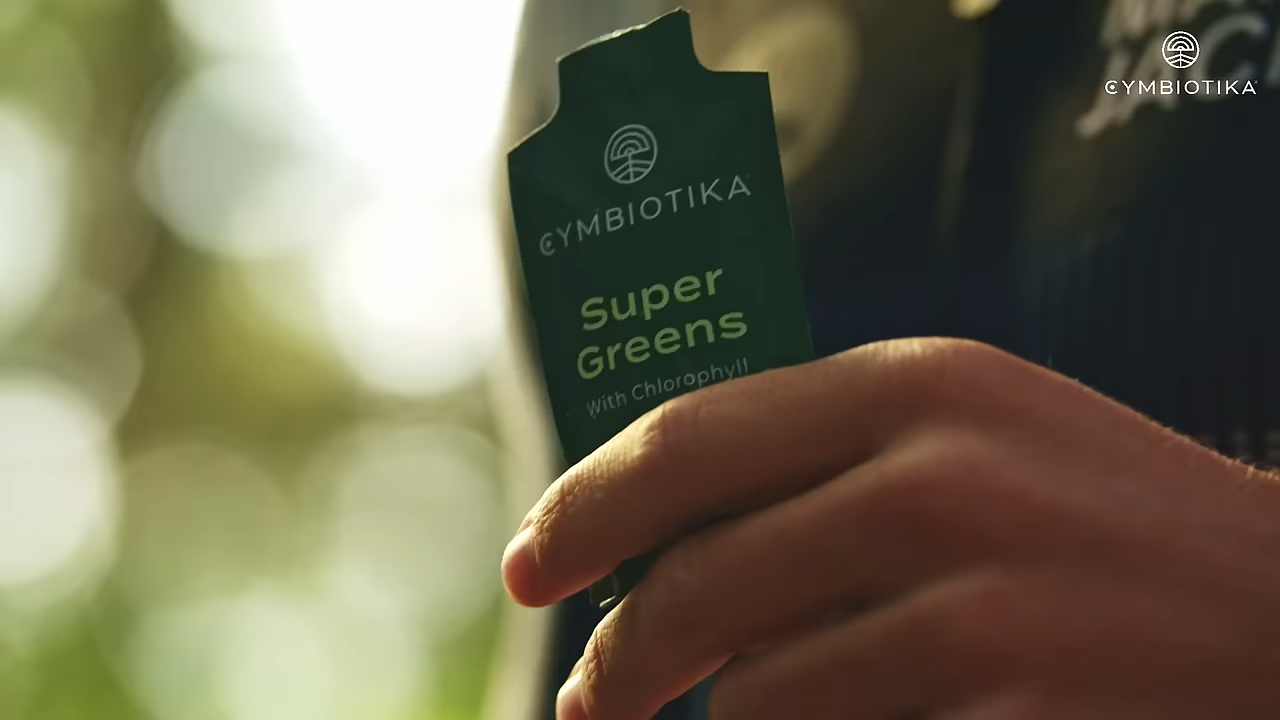 CYMBIOTIKA
CYMBIOTIKA
Super
Greens
With Chlorophyll